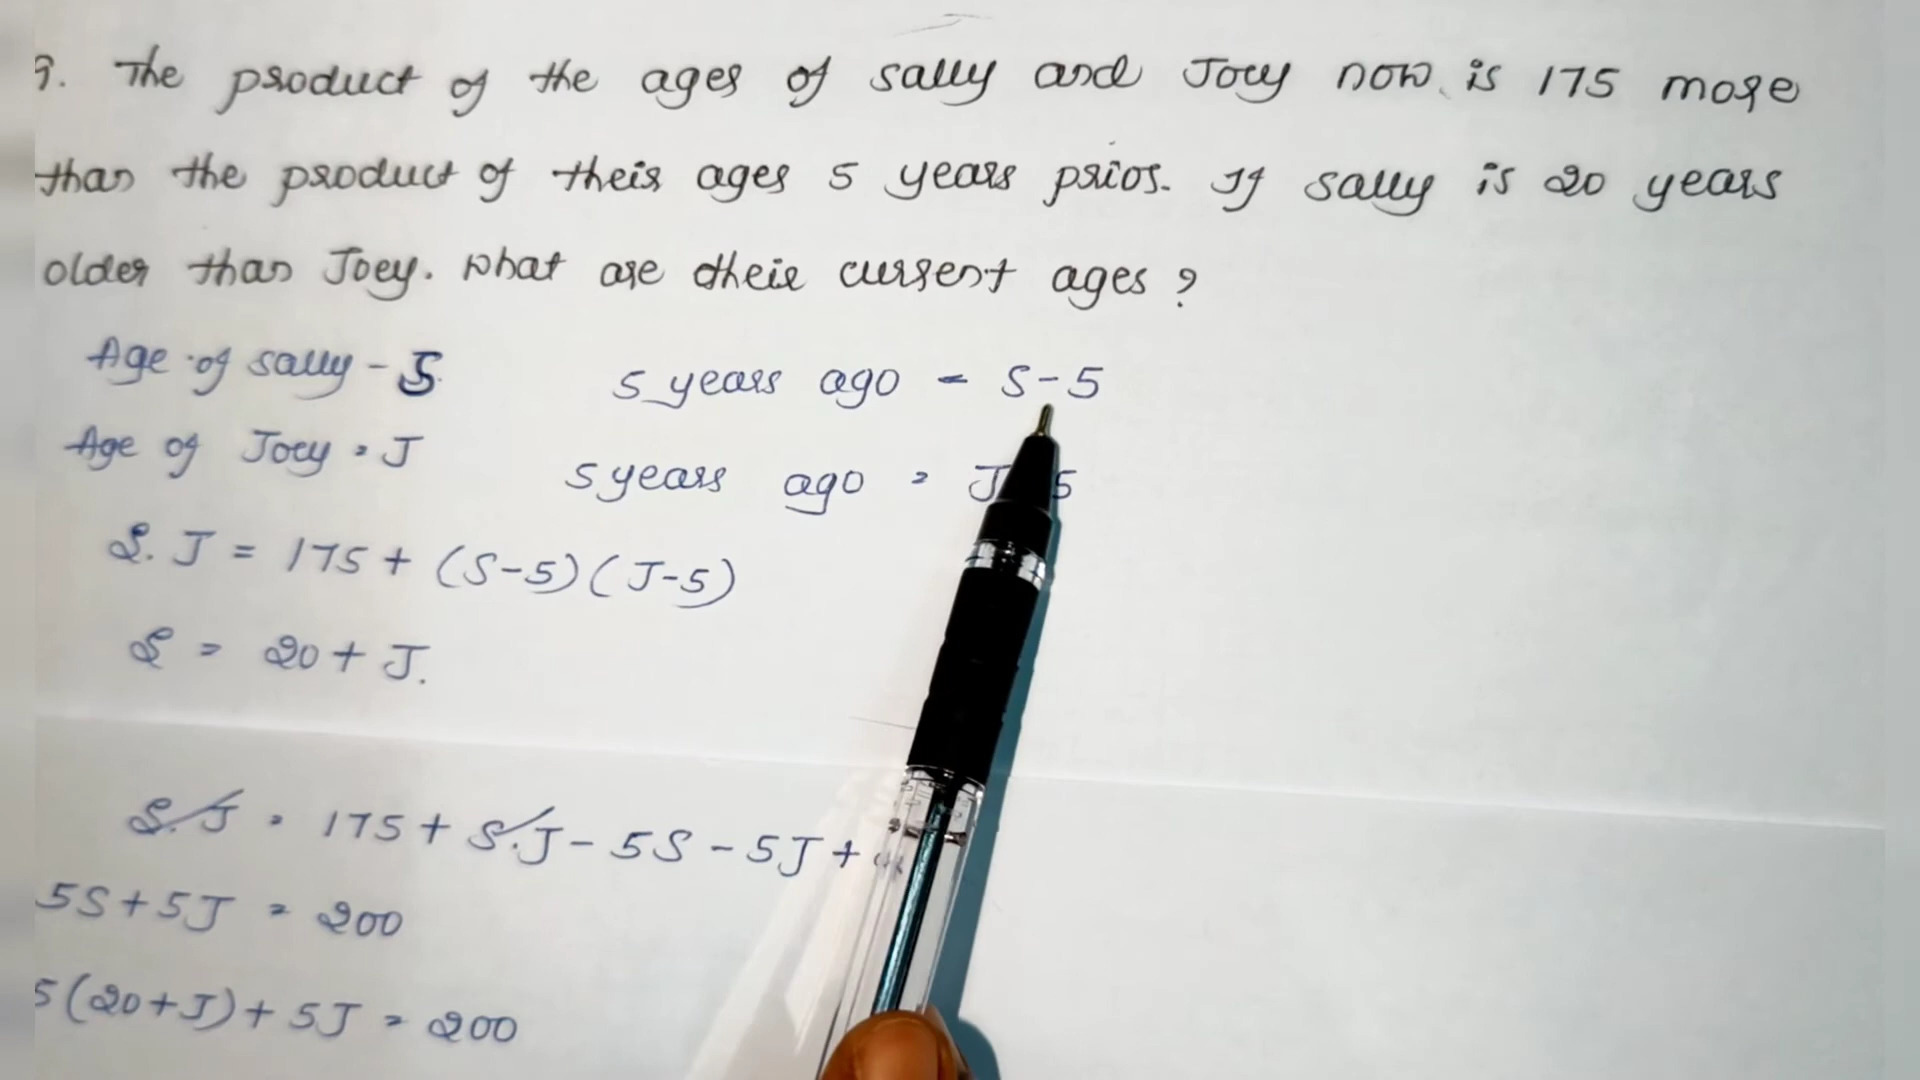 9. The product of the ages of sally and Joey now is 175 more
than the product of their ages 5 years prior. If sally is 20 years
older than Joey. what are their current ages?
Age of sally - S
5 years ago - S-5
Age of Joey = J
5 years ago = J 5
S. J = 175 + (S-5)(J-5)
S = 20 + J.
S.J = 175 + S.J - 5S - 5J +
5S + 5J = 200
5(20+J) + 5J = 200